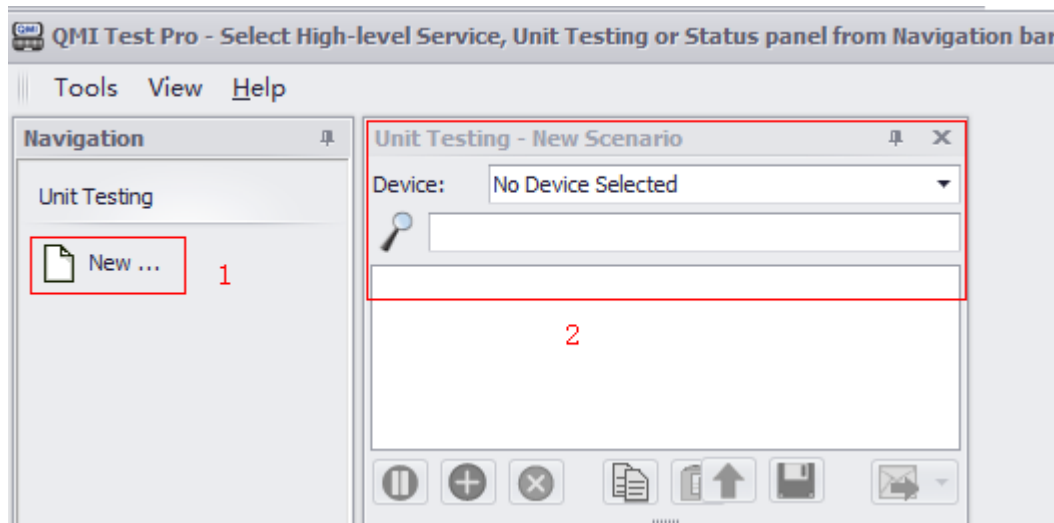 QMI QMI Test Pro - Select High-level Service, Unit Testing or Status panel from Navigation bar
Tools View Help
Navigation
Unit Testing
New ...
1
Unit Testing - New Scenario
Device: No Device Selected
2